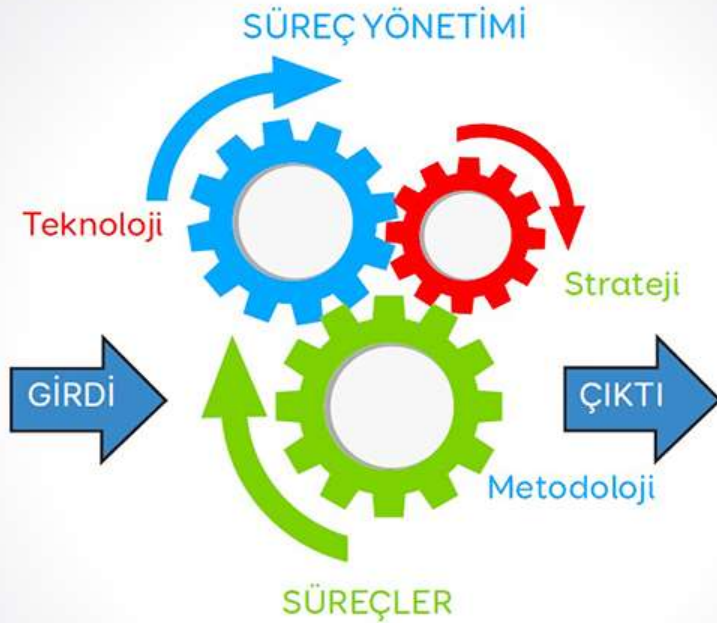 SÜREÇ YÖNETİMİ
Teknoloji
Strateji
GİRDİ
ÇIKTI
Metodoloji
SÜREÇLER